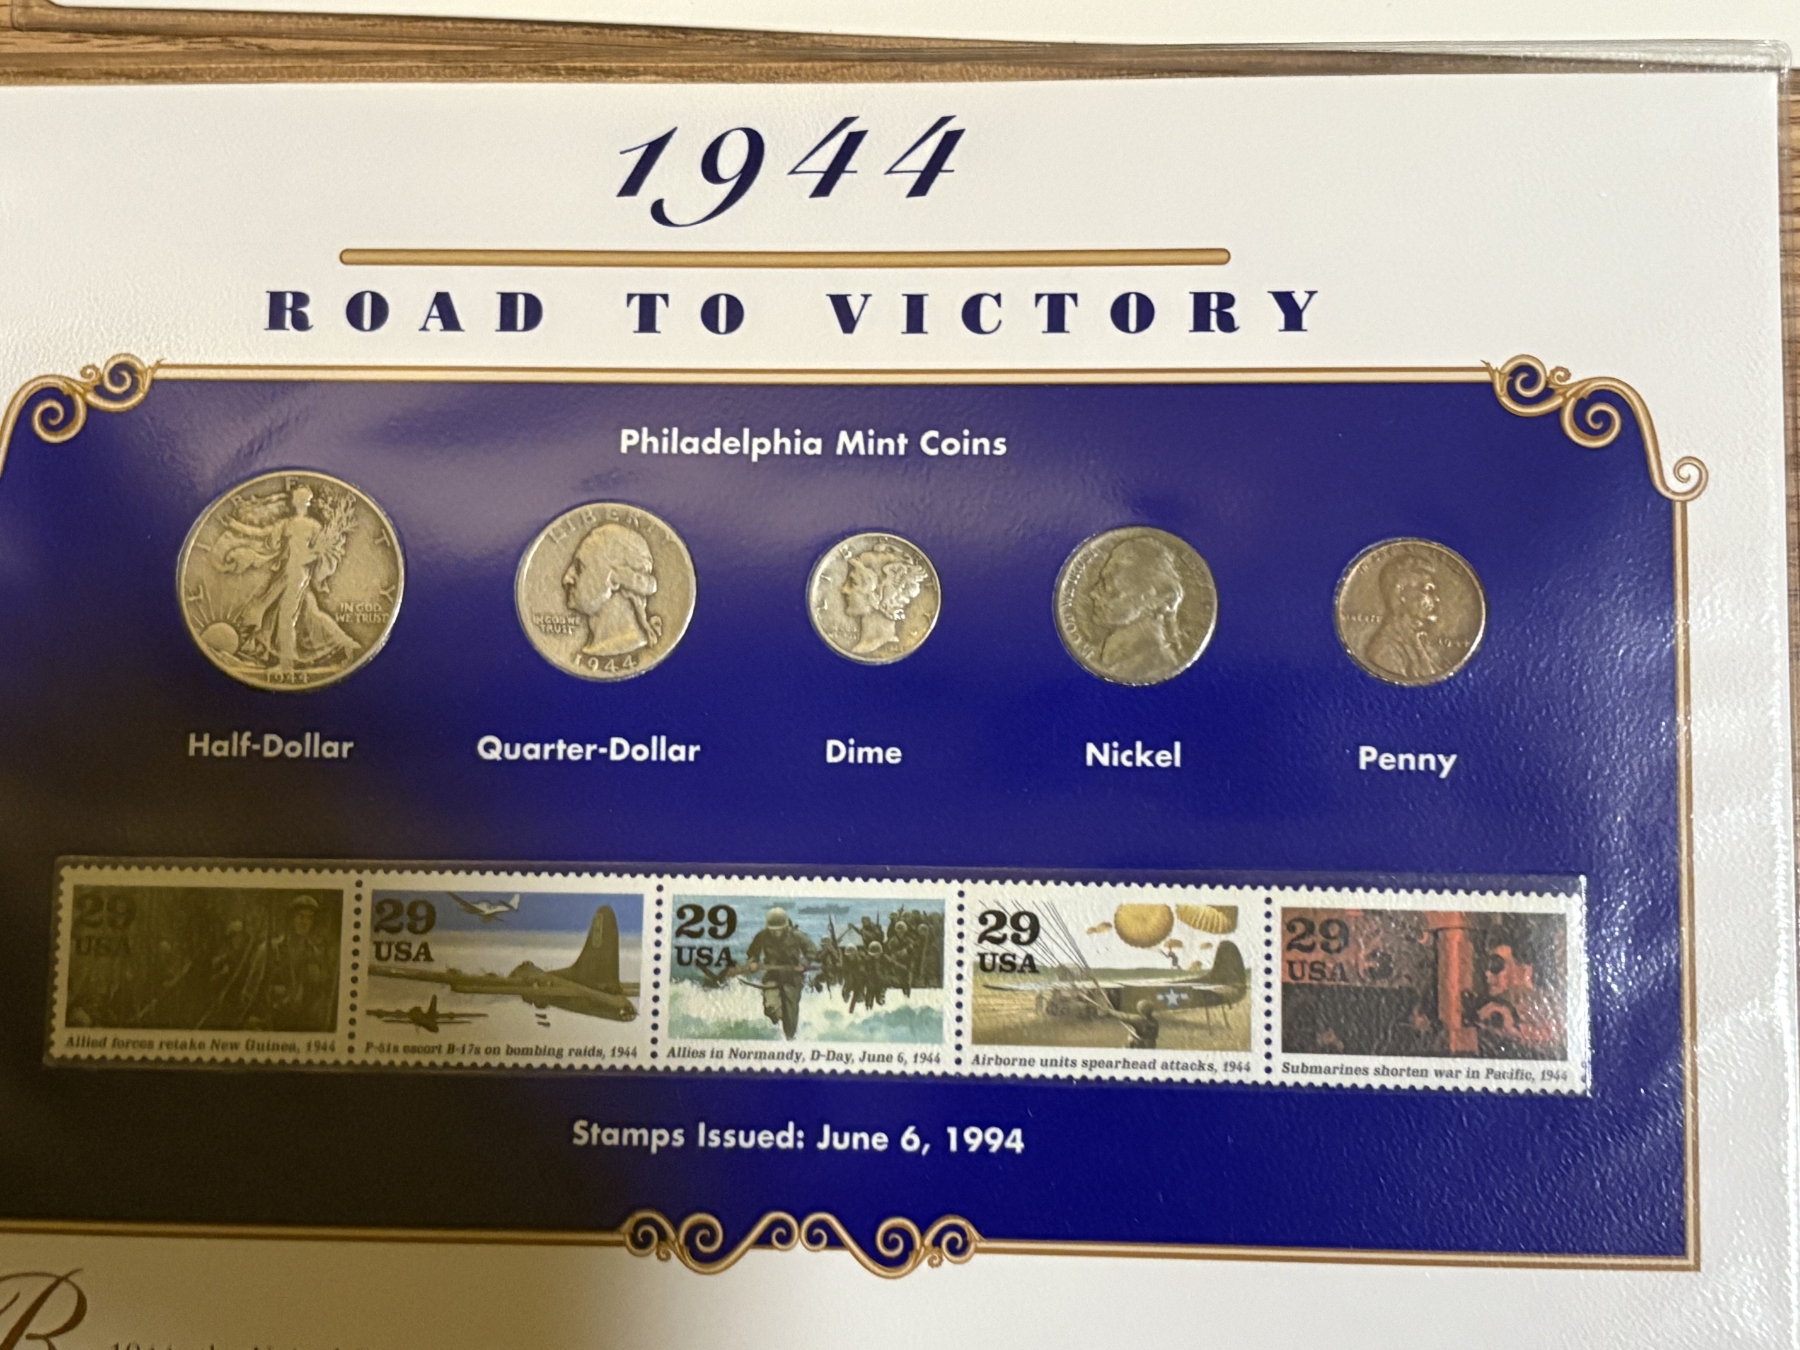 1944
ROAD TO VICTORY
Philadelphia Mint Coins
LIBERTY
IN GOD
WE TRUST
1944
LIBERTY
IN GOD WE
TRUST
1944
LIBERTY
1944
Half-Dollar
Quarter-Dollar
Dime
Nickel
Penny
29
USA
Allied forces retake New Guinea, 1944
29
USA
P-51s escort B-17s on bombing raids, 1944
29
USA
Allies in Normandy, D-Day, June 6, 1944
29
USA
Airborne units spearhead attacks, 1944
29
USA
Submarines shorten war in Pacific, 1944
Stamps Issued: June 6, 1994